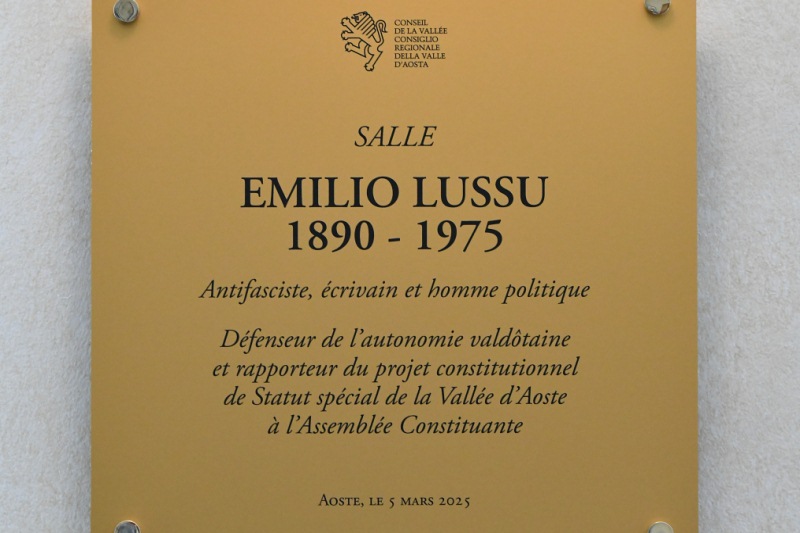 CONSEIL
DE LA VALLÉE
CONSIGLIO
REGIONALE
DELLA VALLE
D'AOSTA
SALLE
EMILIO LUSSU
1890 - 1975
Antifasciste, écrivain et homme politique
Défenseur de l'autonomie valdôtaine
et rapporteur du projet constitutionnel
de Statut spécial de la Vallée d'Aoste
à l'Assemblée Constituante
Aoste, le 5 mars 2025